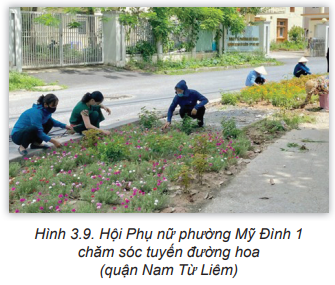 Hình 3.9. Hội Phụ nữ phường Mỹ Đình 1
chăm sóc tuyến đường hoa
(quận Nam Từ Liêm)